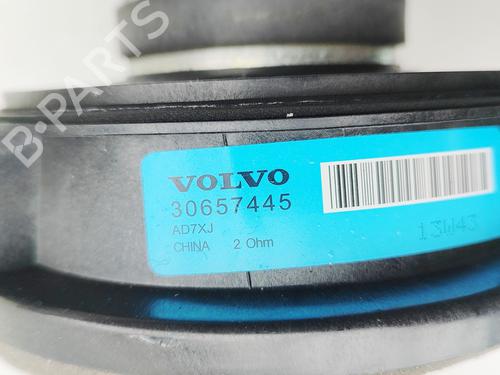 B-PARTS
VOLVO
30657445
AD7XJ
CHINA 2 Ohm
13W43